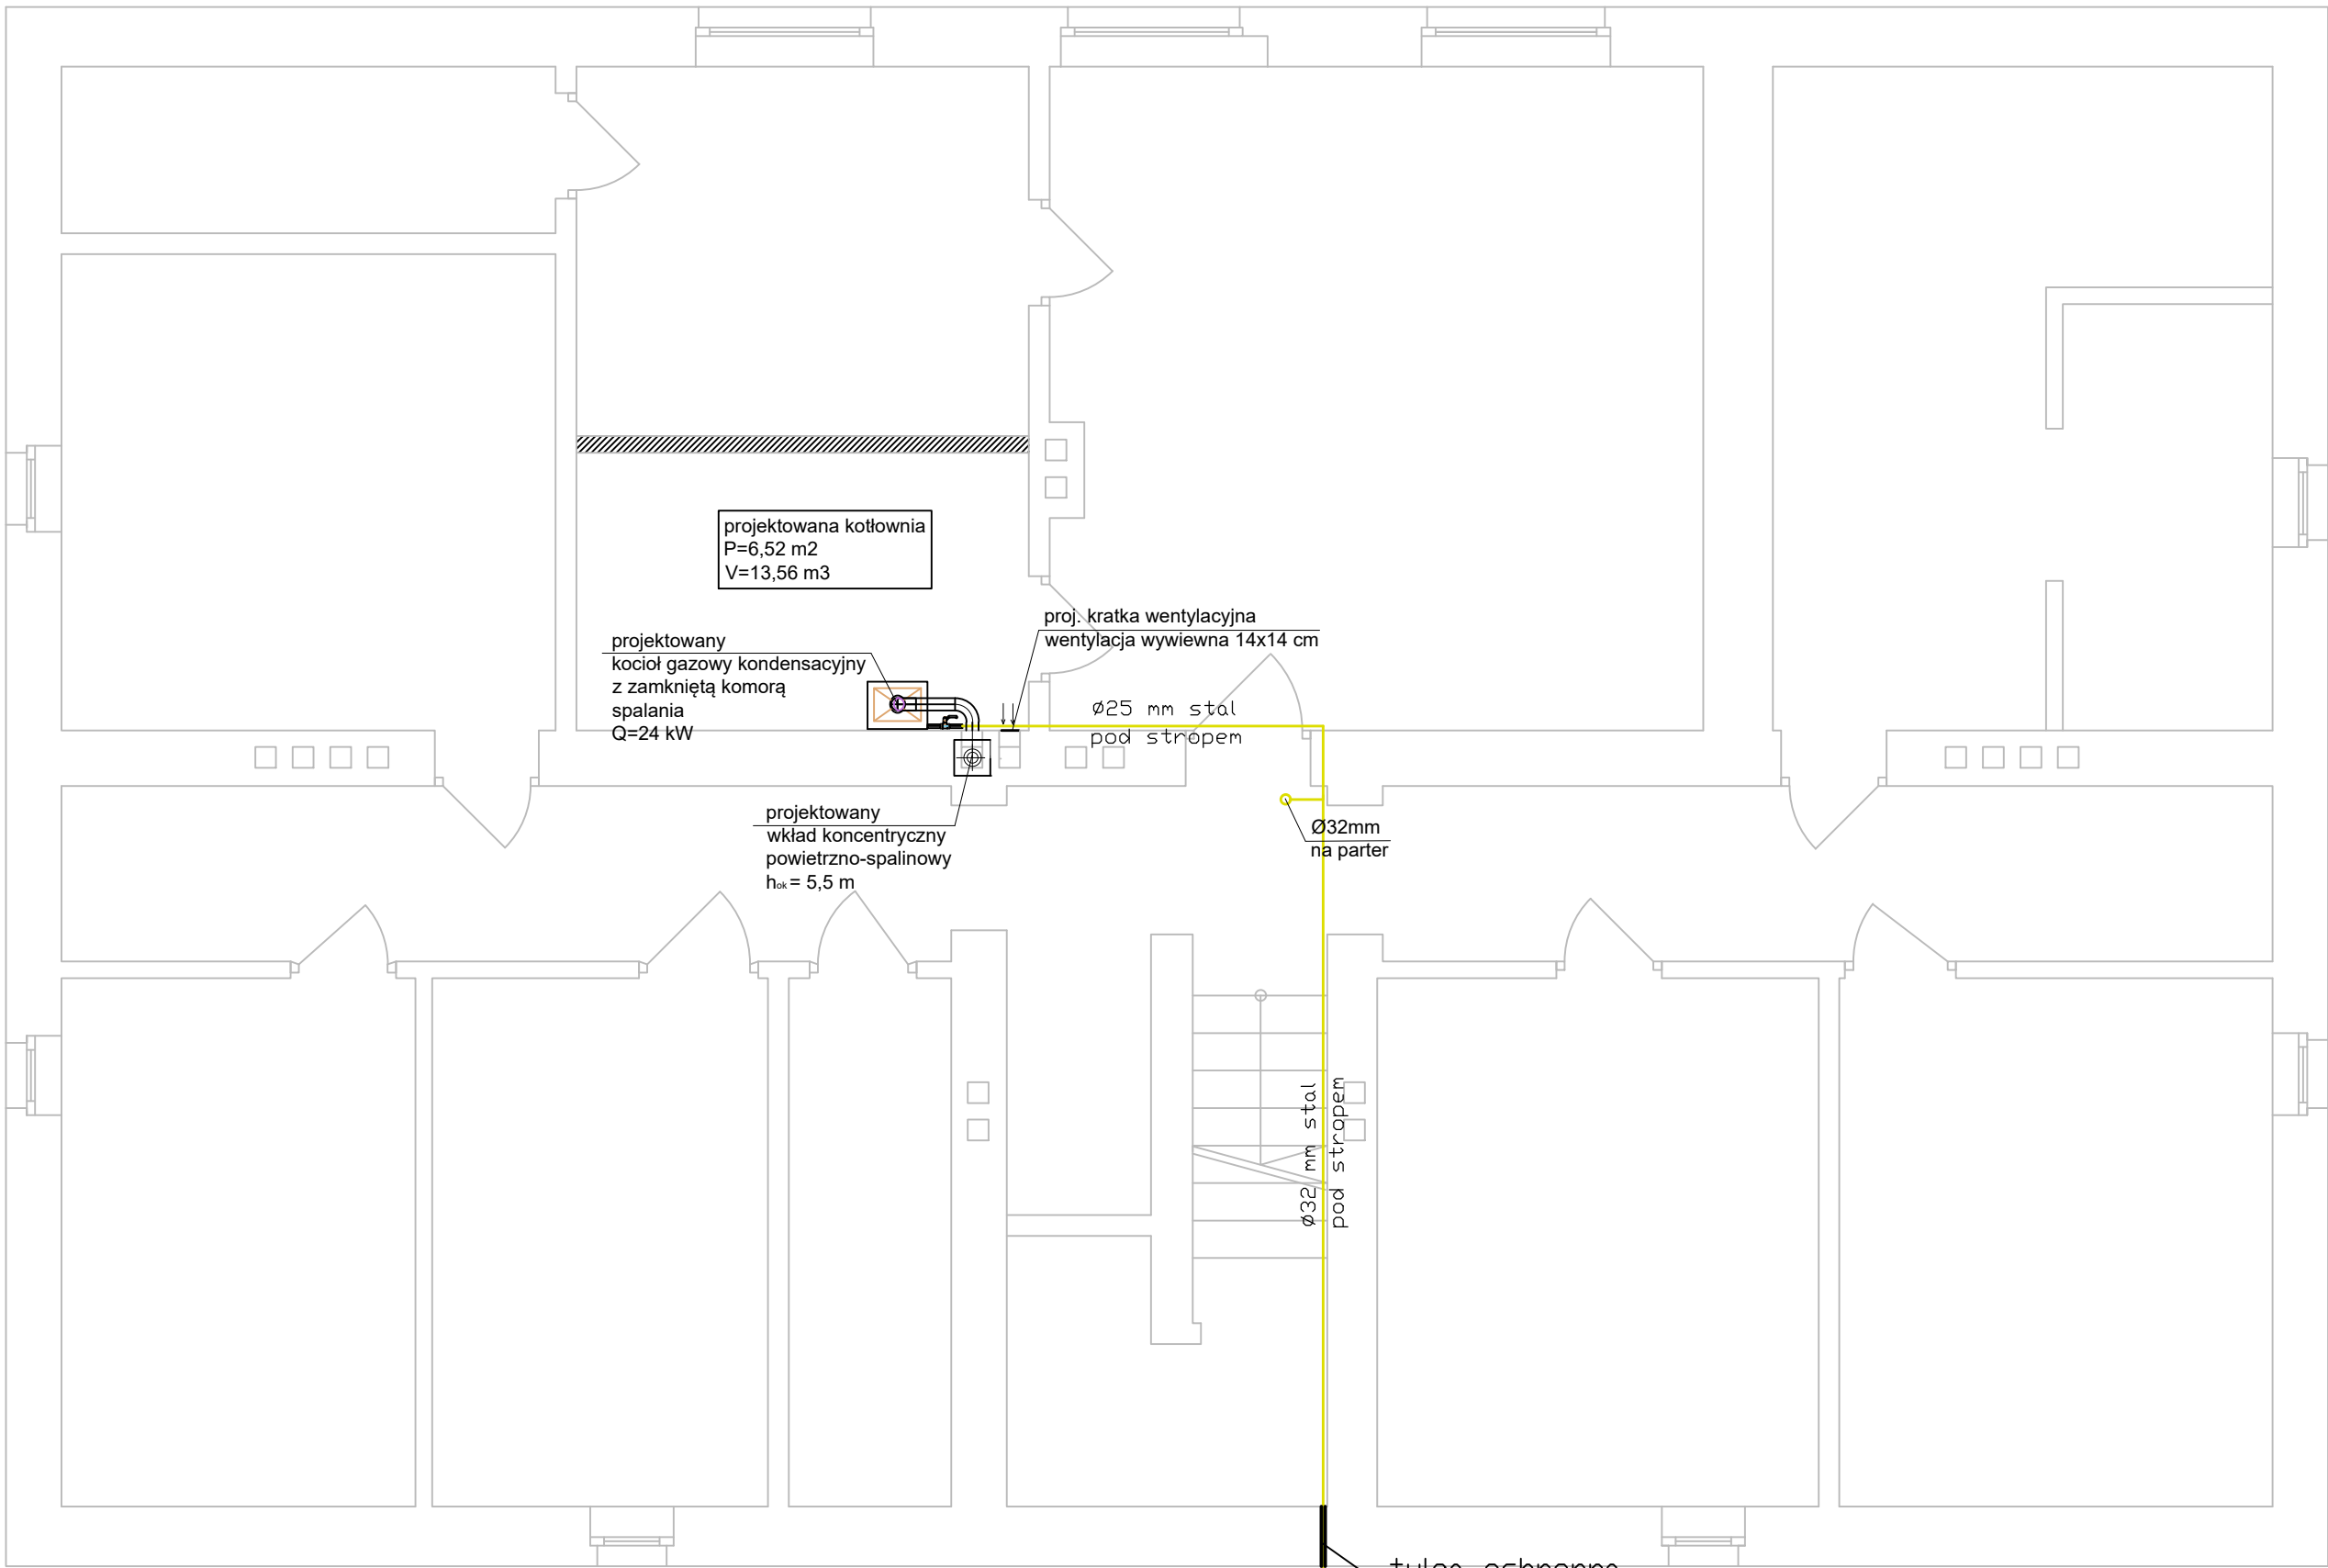 projektowana kotłownia
P=6,52 m2
V=13,56 m3
proj. kratka wentylacyjna
wentylacja wywiewna 14x14 cm
projektowany
kocioł gazowy kondensacyjny
z zamkniętą komorą
spalania
Q=24 kW
ø25 mm stal
pod stropem
projektowany
wkład koncentryczny
powietrzno-spalinowy
hok= 5,5 m
Ø32mm
na parter
ø32 mm stal
pod stropem